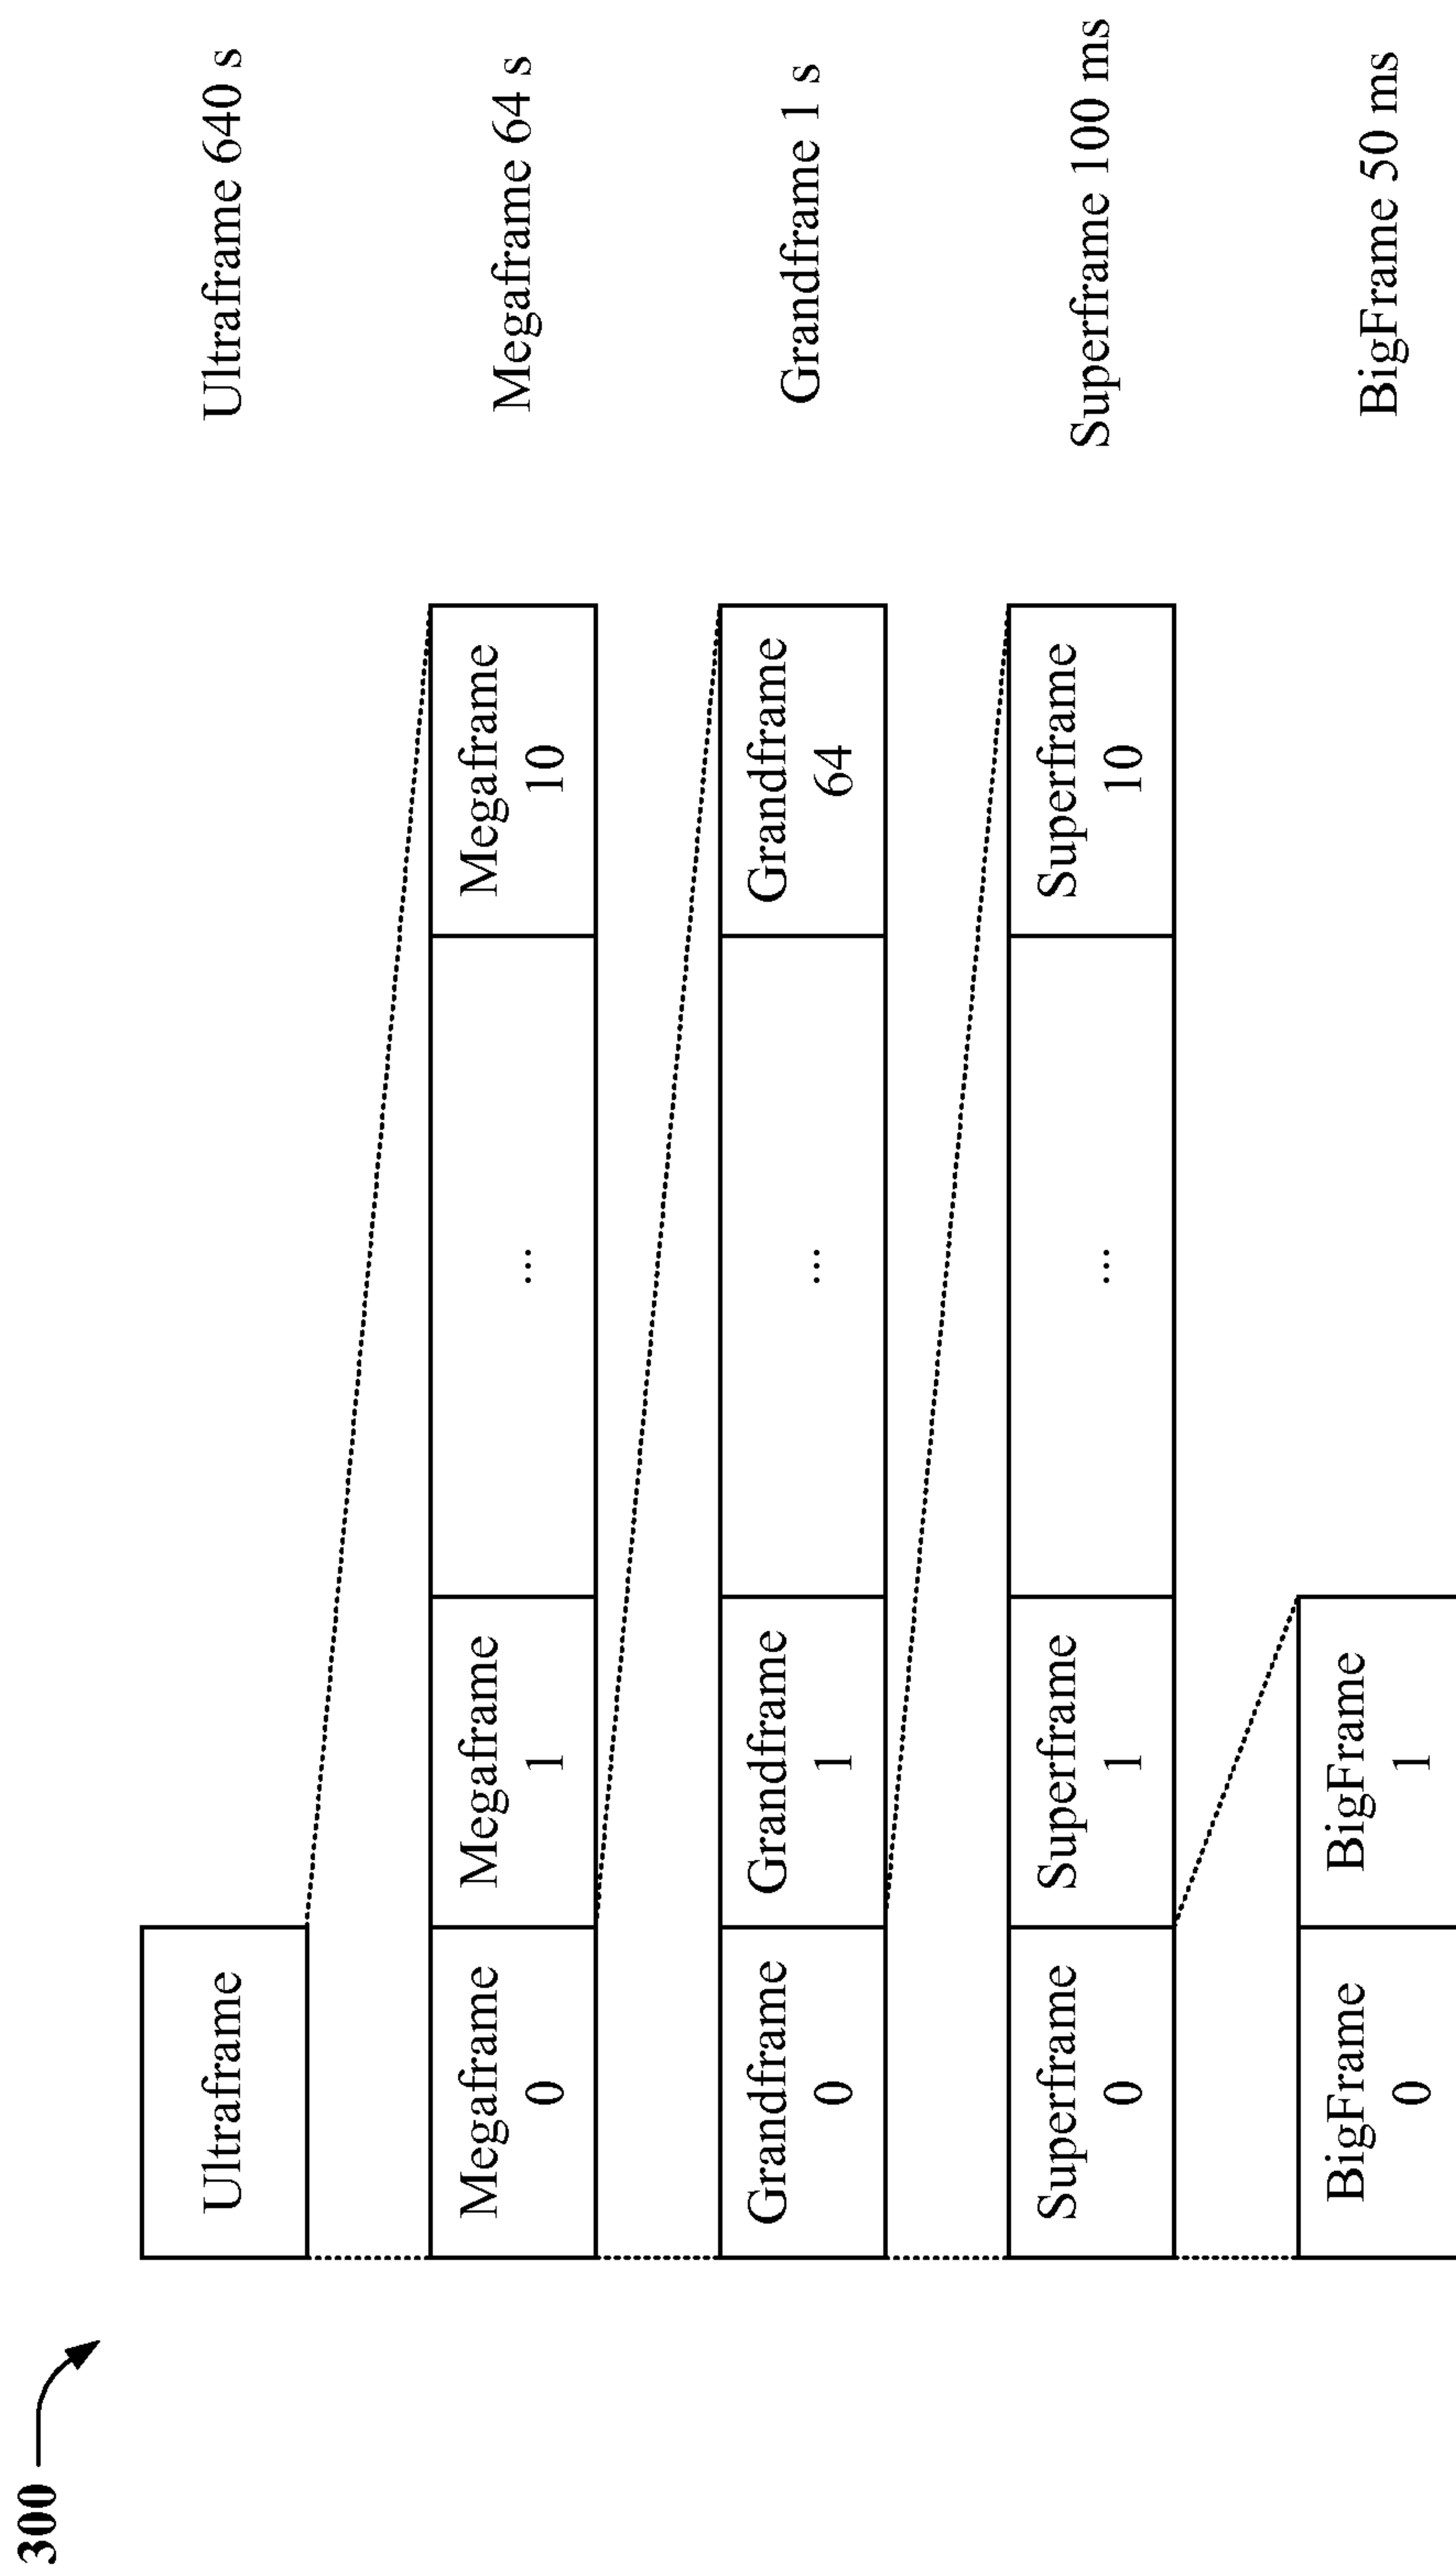 300
Ultraframe
Ultraframe 640 s
Megaframe
0
Megaframe
1
...
Megaframe
10
Megaframe 64 s
Grandframe
0
Grandframe
1
...
Grandframe
64
Grandframe 1 s
Superframe
0
Superframe
1
...
Superframe
10
Superframe 100 ms
BigFrame
0
BigFrame
1
BigFrame 50 ms